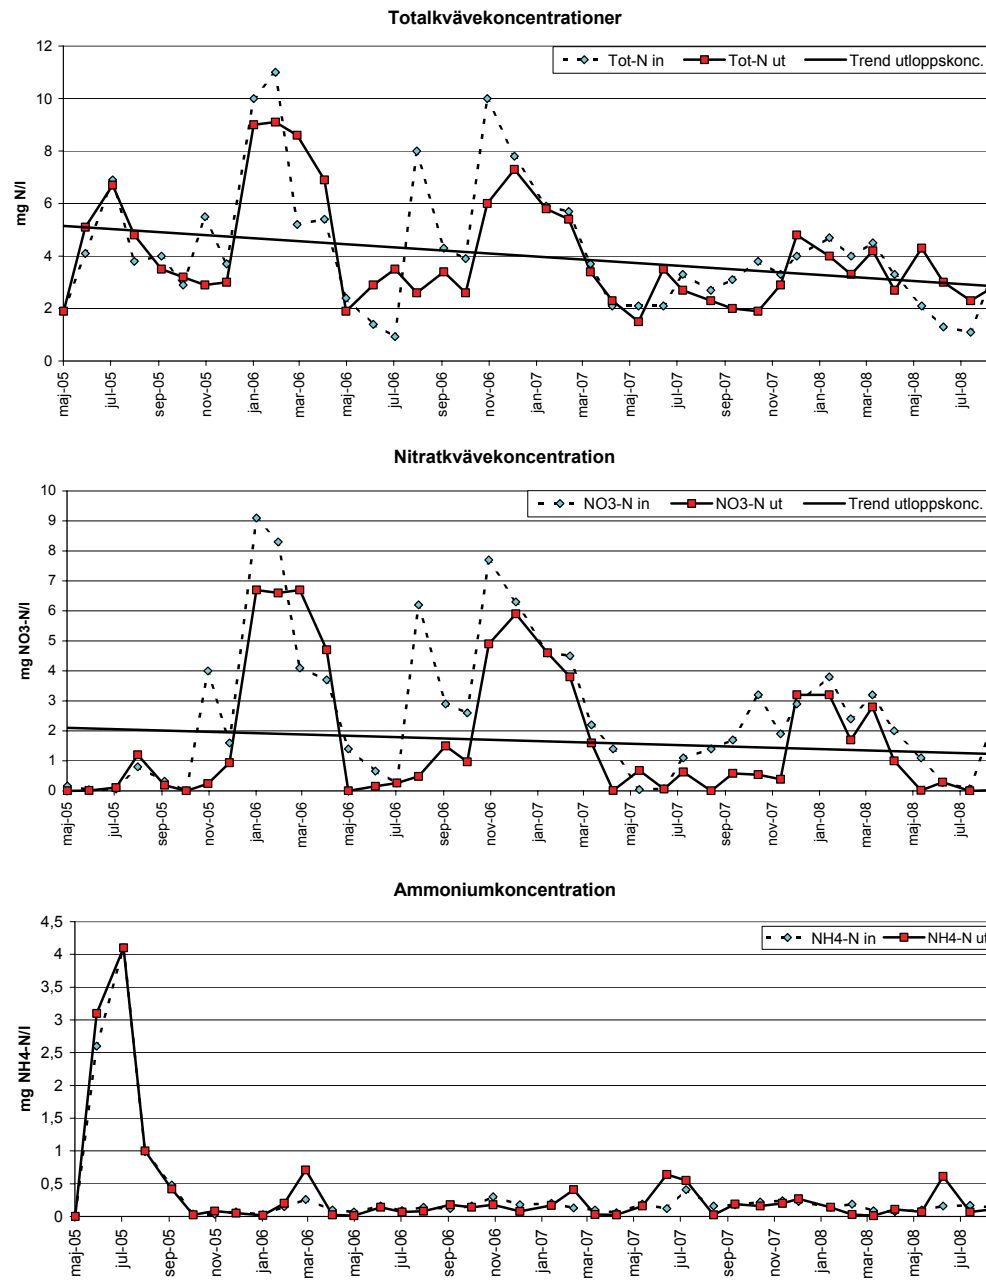 Totalkvävekoncentrationer
12
10
8
6
4
2
0
mg N/l
Tot-N in Tot-N ut Trend utloppskonc.
maj-05 jul-05 sep-05 nov-05 jan-06 mar-06 maj-06 jul-06 sep-06 nov-06 jan-07 mar-07 maj-07 jul-07 sep-07 nov-07 jan-08 mar-08 maj-08 jul-08
Nitratkvävekoncentration
10
9
8
7
6
5
4
3
2
1
0
mg NO3-N/l
NO3-N in NO3-N ut Trend utloppskonc.
maj-05 jul-05 sep-05 nov-05 jan-06 mar-06 maj-06 jul-06 sep-06 nov-06 jan-07 mar-07 maj-07 jul-07 sep-07 nov-07 jan-08 mar-08 maj-08 jul-08
Ammoniumkoncentration
4,5
4
3,5
3
2,5
2
1,5
1
0,5
0
mg NH4-N/l
NH4-N in NH4-N ut
maj-05 jul-05 sep-05 nov-05 jan-06 mar-06 maj-06 jul-06 sep-06 nov-06 jan-07 mar-07 maj-07 jul-07 sep-07 nov-07 jan-08 mar-08 maj-08 jul-08